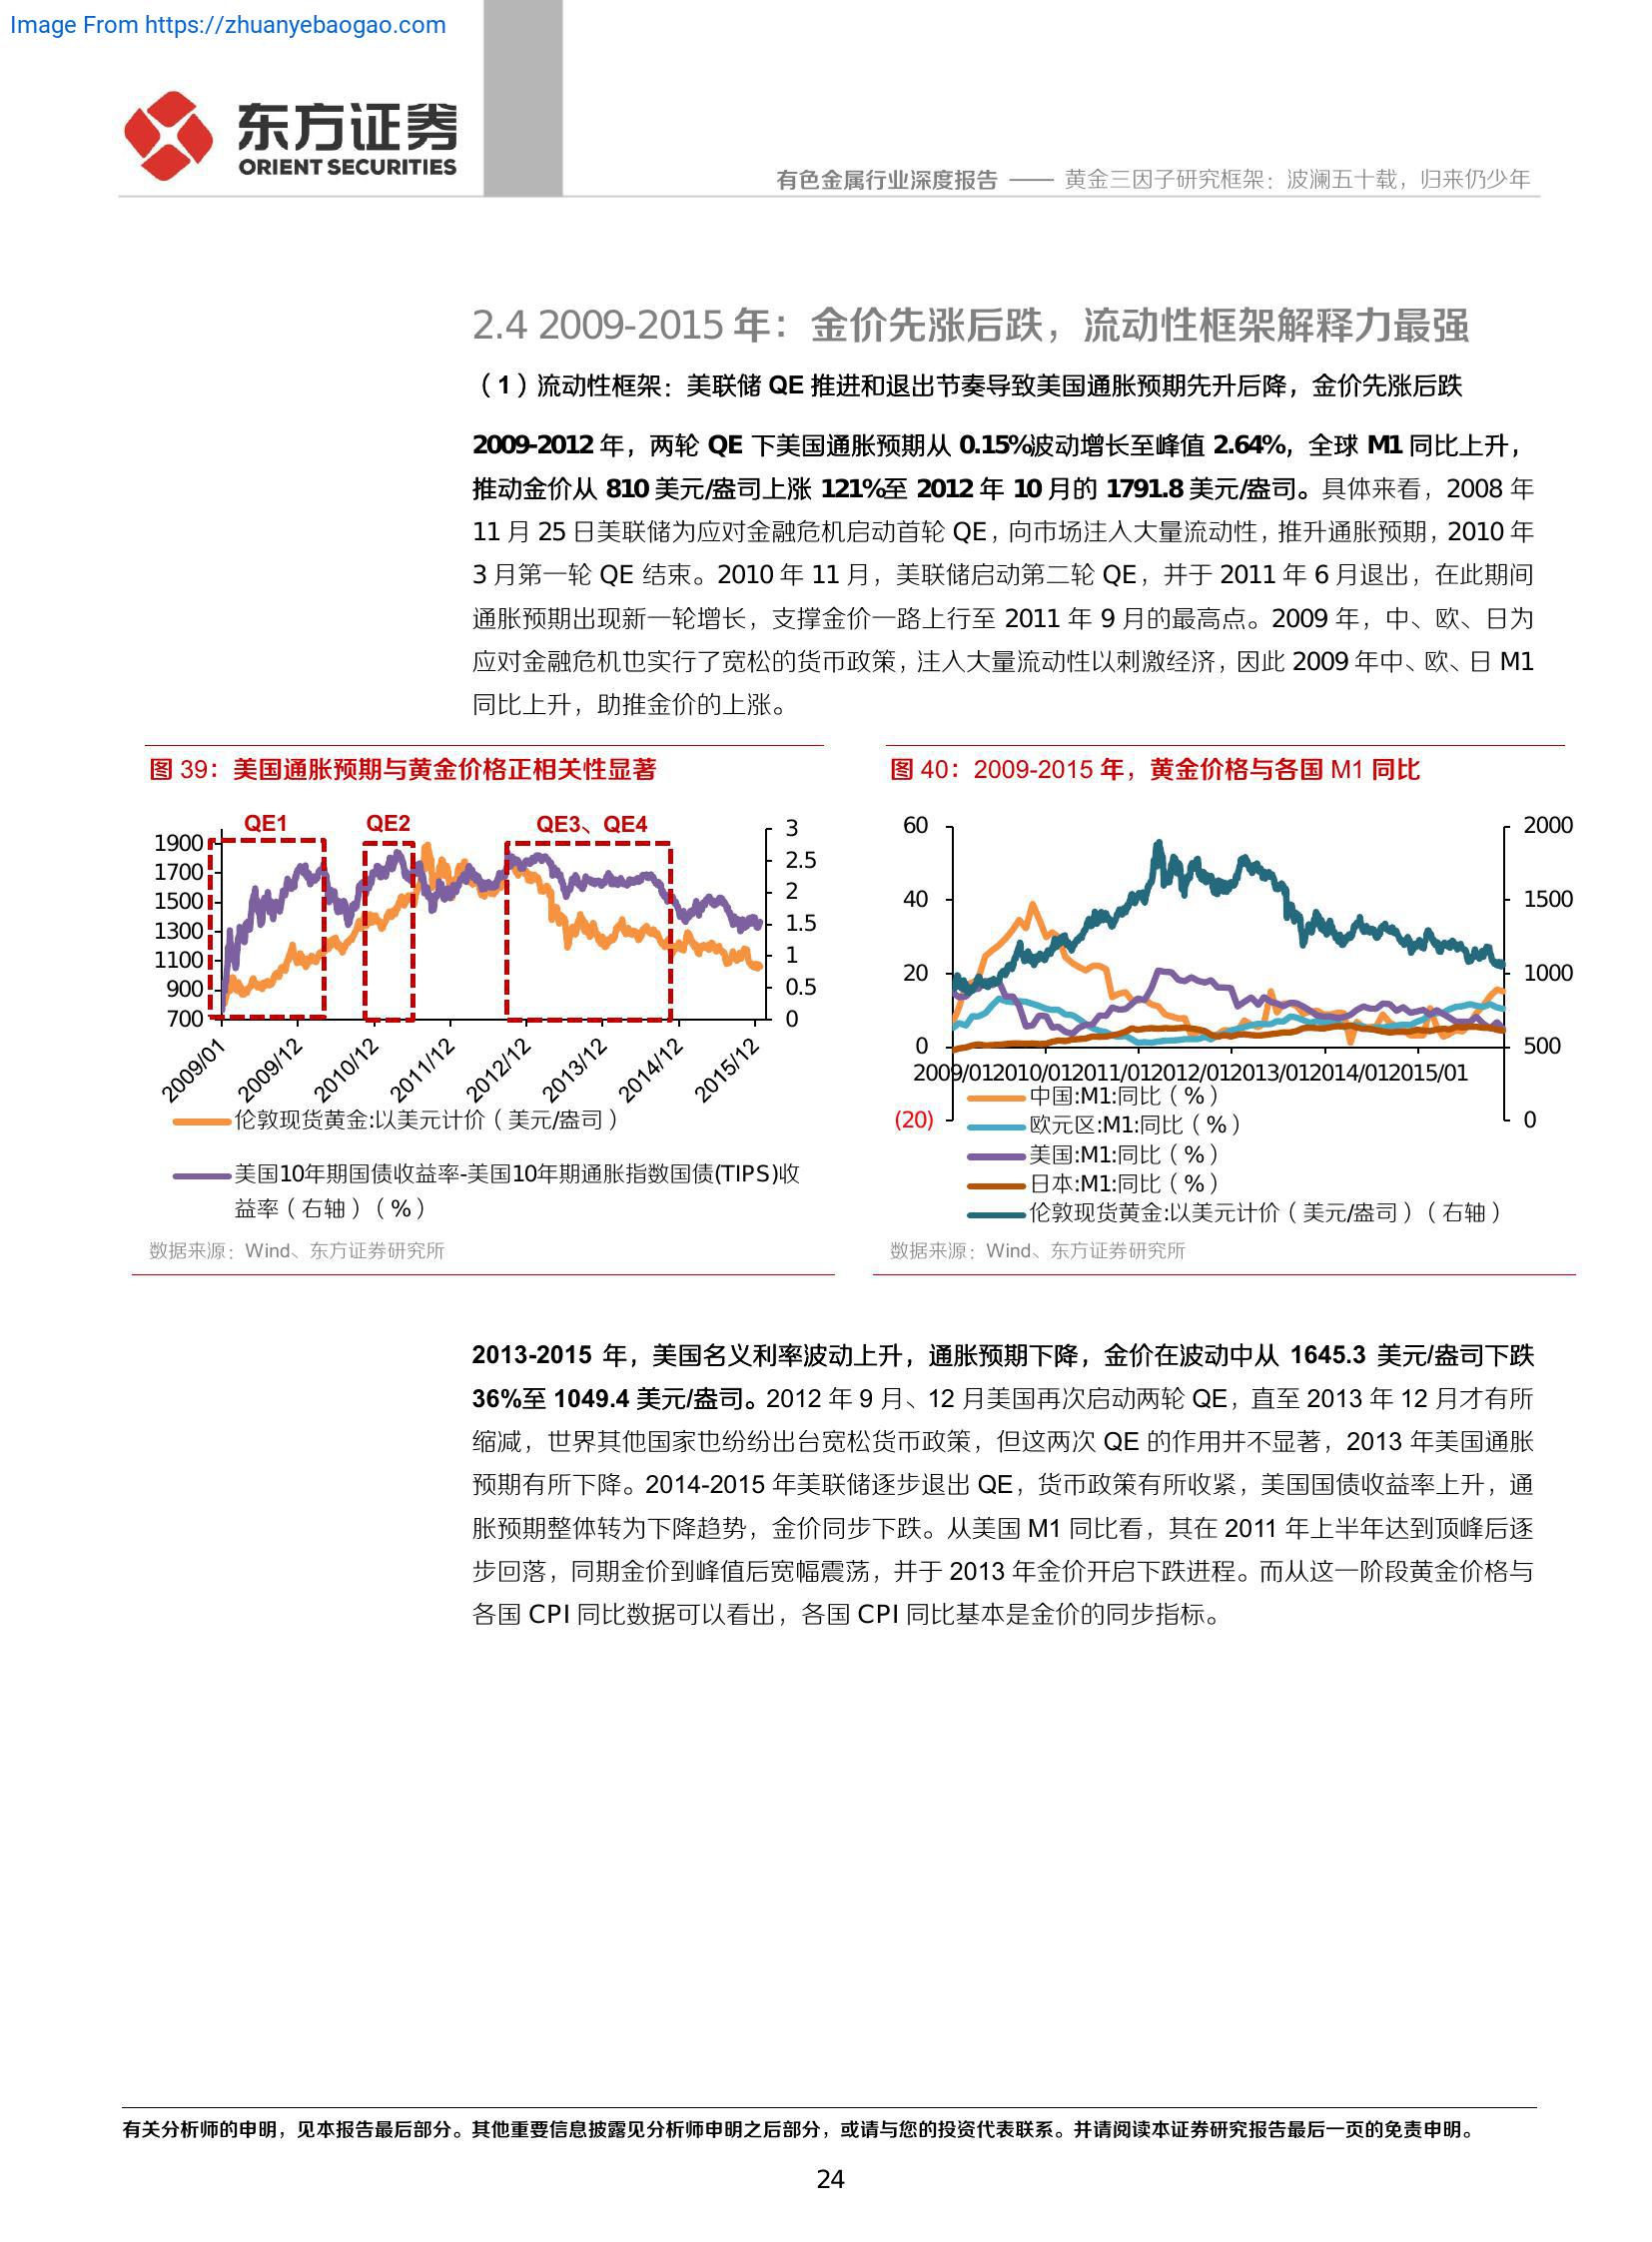 Image From https://zhuanyebaogao.com
东方证券
ORIENT SECURITIES
有色金属行业深度报告 —— 黄金三因子研究框架：波澜五十载，归来仍少年
2.4 2009-2015 年：金价先涨后跌，流动性框架解释力最强
（1）流动性框架：美联储 QE 推进和退出节奏导致美国通胀预期先升后降，金价先涨后跌
2009-2012 年，两轮 QE 下美国通胀预期从 0.15%波动增长至峰值 2.64%，全球 M1 同比上升，
推动金价从 810 美元/盎司上涨 121%至 2012 年 10 月的 1791.8 美元/盎司。具体来看，2008 年
11 月 25 日美联储为应对金融危机启动首轮 QE，向市场注入大量流动性，推升通胀预期，2010 年
3 月第一轮 QE 结束。2010 年 11 月，美联储启动第二轮 QE，并于 2011 年 6 月退出，在此期间
通胀预期出现新一轮增长，支撑金价一路上行至 2011 年 9 月的最高点。2009 年，中、欧、日为
应对金融危机也实行了宽松的货币政策，注入大量流动性以刺激经济，因此 2009 年中、欧、日 M1
同比上升，助推金价的上涨。
图 39：美国通胀预期与黄金价格正相关性显著
QE1 QE2 QE3、QE4
1900
1700
1500
1300
1100
900
700
3
2.5
2
1.5
1
0.5
0
2009/01 2009/12 2010/12 2011/12 2012/12 2013/12 2014/12 2015/12
伦敦现货黄金:以美元计价（美元/盎司）
美国10年期国债收益率-美国10年期通胀指数国债(TIPS)收
益率（右轴）（%）
数据来源：Wind、东方证券研究所
图 40：2009-2015 年，黄金价格与各国 M1 同比
60
40
20
0
(20)
2000
1500
1000
500
0
2009/01 2010/01 2011/01 2012/01 2013/01 2014/01 2015/01
中国:M1:同比（%）
欧元区:M1:同比（%）
美国:M1:同比（%）
日本:M1:同比（%）
伦敦现货黄金:以美元计价（美元/盎司）（右轴）
数据来源：Wind、东方证券研究所
2013-2015 年，美国名义利率波动上升，通胀预期下降，金价在波动中从 1645.3 美元/盎司下跌
36%至 1049.4 美元/盎司。2012 年 9 月、12 月美国再次启动两轮 QE，直至 2013 年 12 月才有所
缩减，世界其他国家也纷纷出台宽松货币政策，但这两次 QE 的作用并不显著，2013 年美国通胀
预期有所下降。2014-2015 年美联储逐步退出 QE，货币政策有所收紧，美国国债收益率上升，通
胀预期整体转为下降趋势，金价同步下跌。从美国 M1 同比看，其在 2011 年上半年达到顶峰后逐
步回落，同期金价到峰值后宽幅震荡，并于 2013 年金价开启下跌进程。而从这一阶段黄金价格与
各国 CPI 同比数据可以看出，各国 CPI 同比基本是金价的同步指标。
有关分析师的申明，见本报告最后部分。其他重要信息披露见分析师申明之后部分，或请与您的投资代表联系。并请阅读本证券研究报告最后一页的免责申明。
24